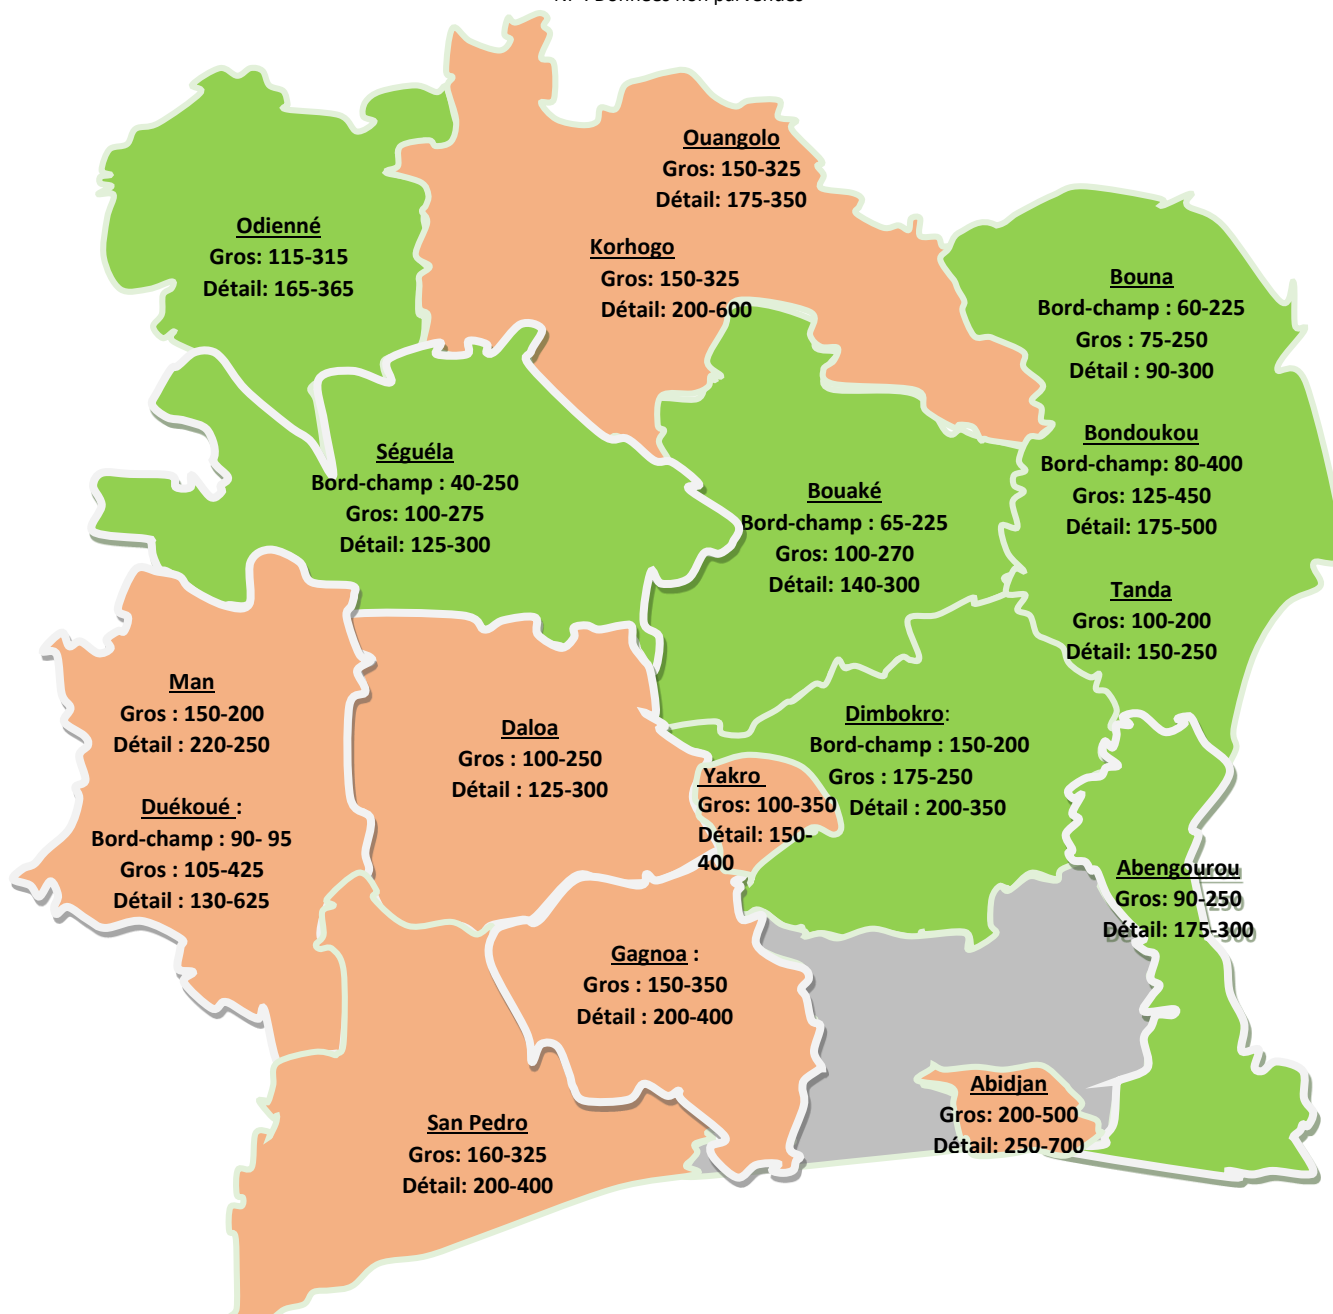 Ouangolo
Gros: 150-325
Détail: 175-350
Odienné
Gros: 115-315
Détail: 165-365
Korhogo
Gros: 150-325
Détail: 200-600
Bouna
Bord-champ : 60-225
Gros : 75-250
Détail : 90-300
Bondoukou
Bord-champ: 80-400
Gros: 125-450
Détail: 175-500
Séguéla
Bord-champ : 40-250
Gros: 100-275
Détail: 125-300
Bouaké
Bord-champ : 65-225
Gros: 100-270
Détail: 140-300
Tanda
Gros: 100-200
Détail: 150-250
Man
Gros : 150-200
Détail : 220-250
Daloa
Gros : 100-250
Détail : 125-300
Dimbokro:
Bord-champ : 150-200
Gros : 175-250
Détail : 200-350
Yakro
Gros: 100-350
Détail: 150-
400
Duékoué :
Bord-champ : 90- 95
Gros : 105-425
Détail : 130-625
Abengourou
Gros: 90-250
Détail: 175-300
Gagnoa :
Gros : 150-350
Détail : 200-400
Abidjan
Gros: 200-500
Détail: 250-700
San Pedro
Gros: 160-325
Détail: 200-400